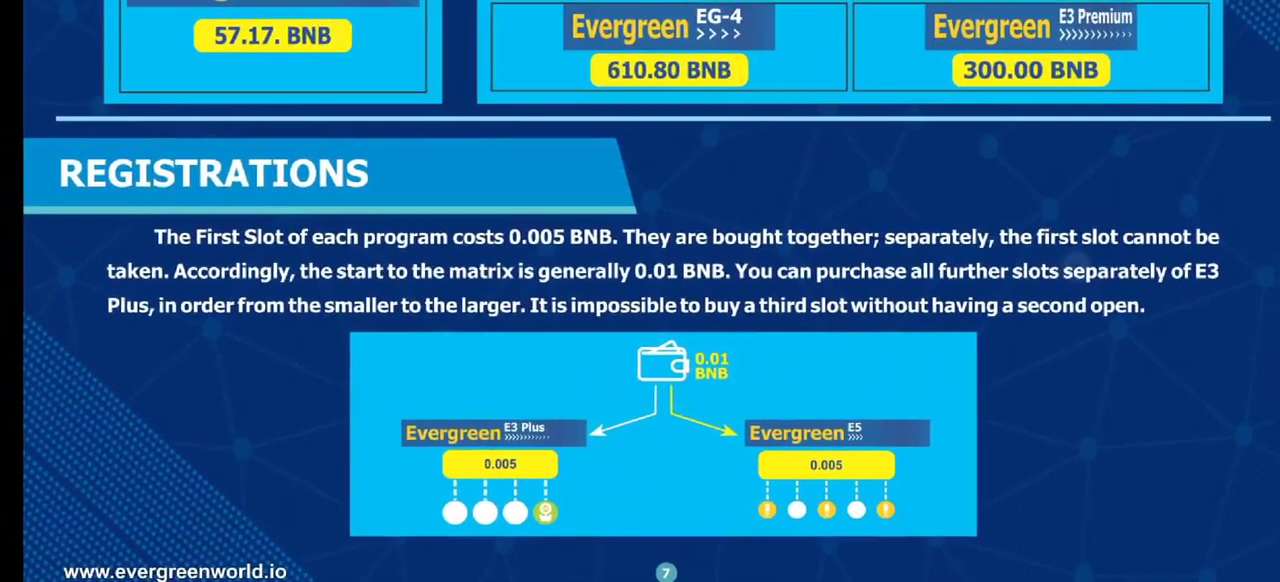 57.17. BNB
Evergreen EG-4
>>>>
610.80 BNB
Evergreen E3 Premium
300.00 BNB
REGISTRATIONS
The First Slot of each program costs 0.005 BNB. They are bought together; separately, the first slot cannot be
taken. Accordingly, the start to the matrix is generally 0.01 BNB. You can purchase all further slots separately of E3
Plus, in order from the smaller to the larger. It is impossible to buy a third slot without having a second open.
0.01
BNB
Evergreen E3 Plus
0.005
Evergreen E5
0.005
www.evergreenworld.io
7